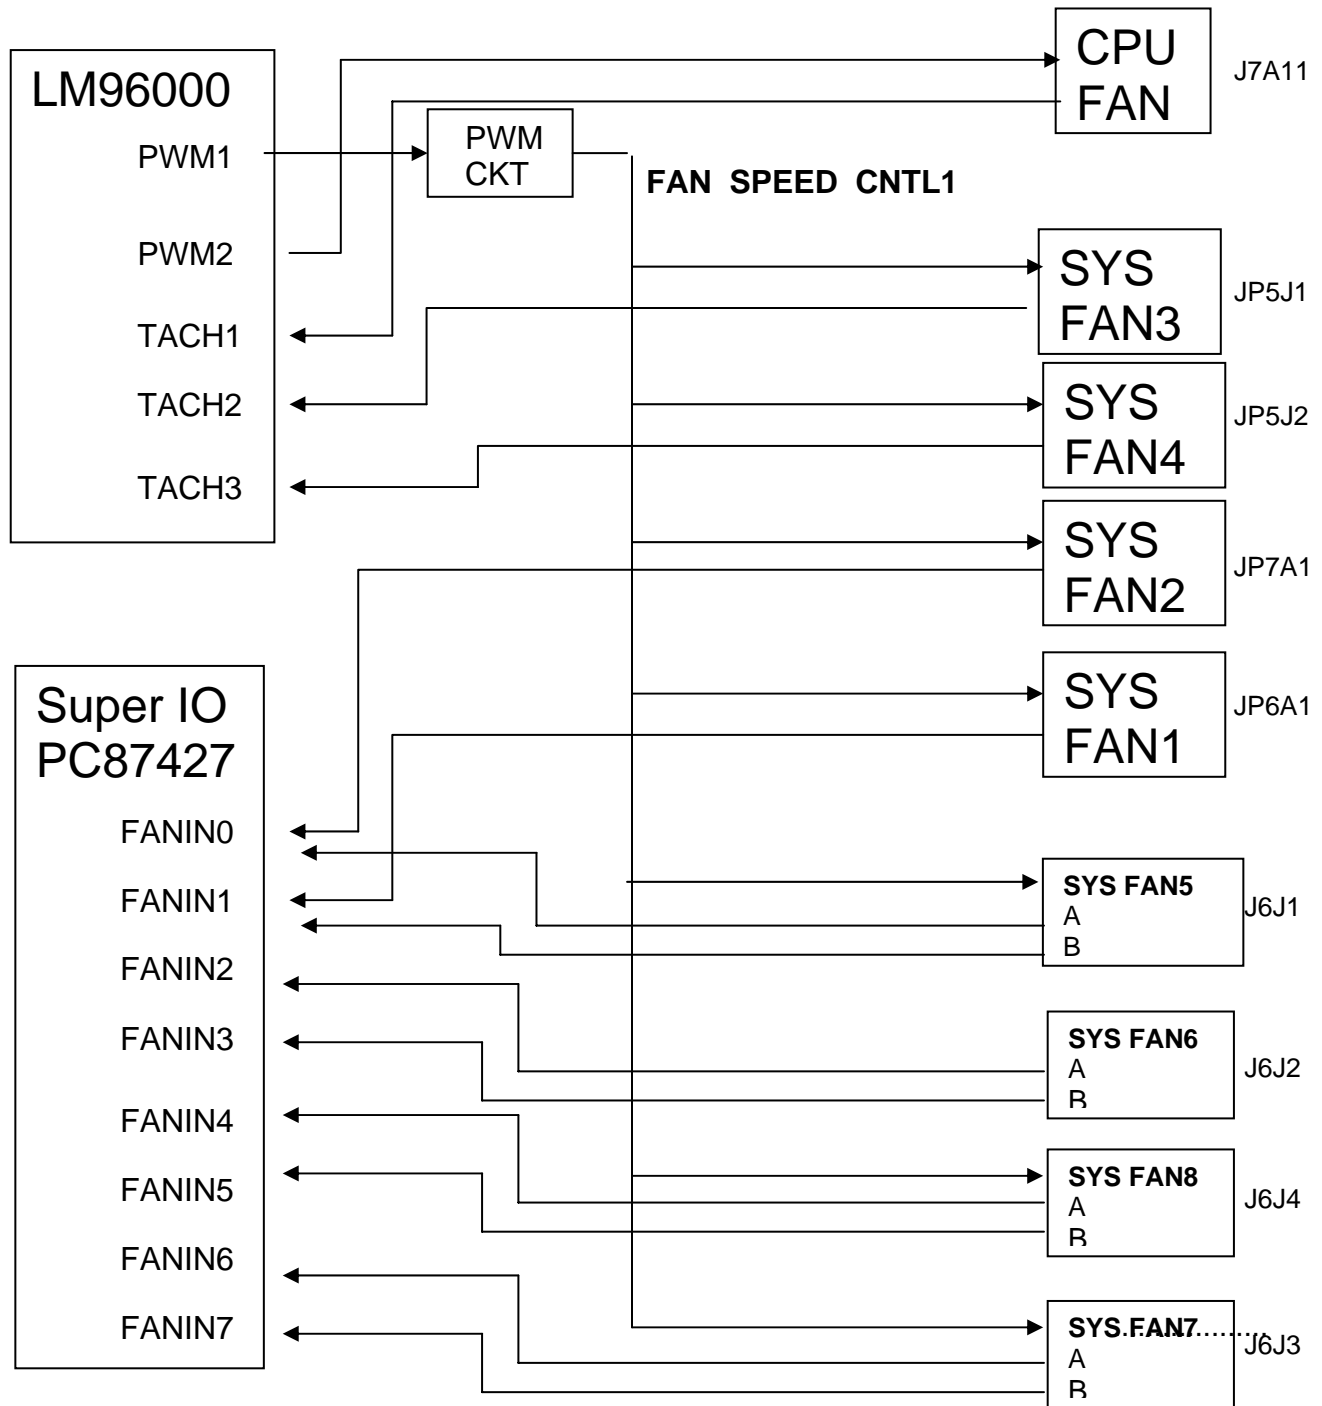 LM96000
PWM1
PWM2
TACH1
TACH2
TACH3
PWM
CKT
FAN SPEED CNTL1
CPU
FAN
J7A11
SYS
FAN3
JP5J1
SYS
FAN4
JP5J2
SYS
FAN2
JP7A1
SYS
FAN1
JP6A1
Super IO
PC87427
FANIN0
FANIN1
FANIN2
FANIN3
FANIN4
FANIN5
FANIN6
FANIN7
SYS FAN5
A
B
J6J1
SYS FAN6
A
B
J6J2
SYS FAN8
A
B
J6J4
SYS FAN7
A
B
J6J3